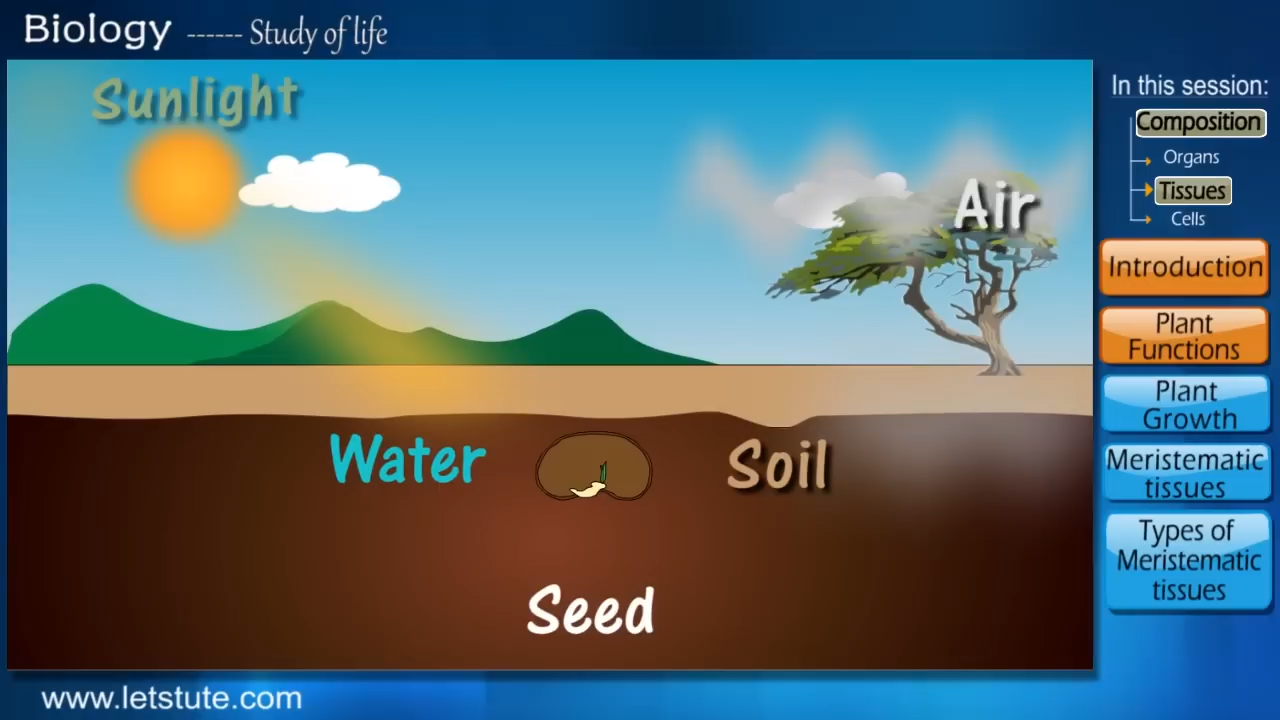 Biology ------ Study of life
Sunlight
Air
Water
Soil
Seed
In this session:
Composition
Organs
Tissues
Cells
Introduction
Plant
Functions
Plant
Growth
Meristematic
tissues
Types of
Meristematic
tissues
www.letstute.com